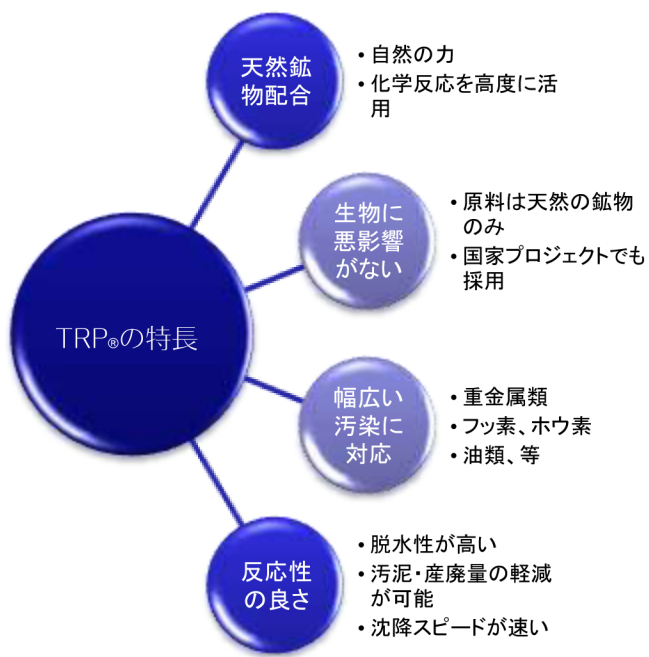 天然鉱
物配合
• 自然の力
• 化学反応を高度に活
用
生物に
悪影響
がない
• 原料は天然の鉱物
のみ
• 国家プロジェクトでも
採用
TRP®の特長
幅広い
汚染に
対応
• 重金属類
• フッ素、ホウ素
• 油類、等
反応性
の良さ
• 脱水性が高い
• 汚泥・産廃量の軽減
が可能
• 沈降スピードが速い